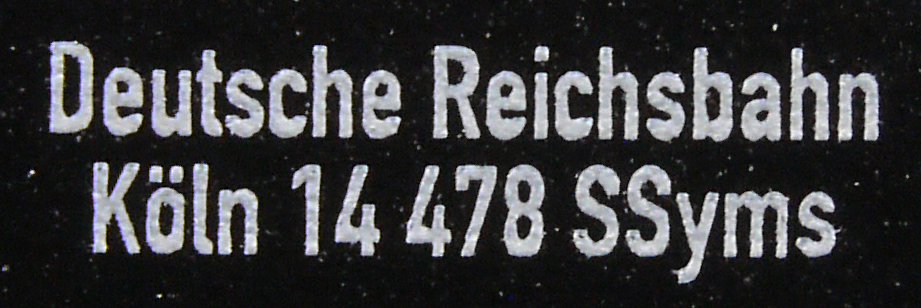 Deutsche Reichsbahn
Köln 14 478 SSyms